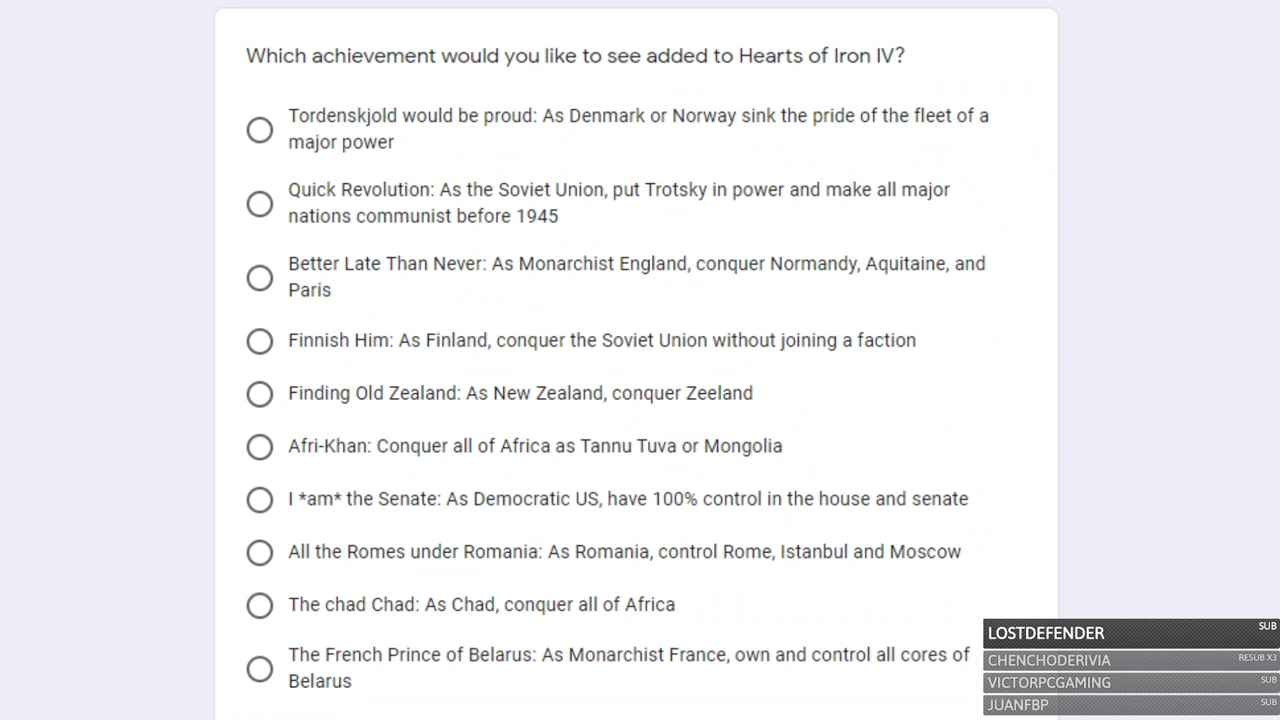 Which achievement would you like to see added to Hearts of Iron IV?
Tordenskjold would be proud: As Denmark or Norway sink the pride of the fleet of a
major power
Quick Revolution: As the Soviet Union, put Trotsky in power and make all major
nations communist before 1945
Better Late Than Never: As Monarchist England, conquer Normandy, Aquitaine, and
Paris
Finnish Him: As Finland, conquer the Soviet Union without joining a faction
Finding Old Zealand: As New Zealand, conquer Zeeland
Afri-Khan: Conquer all of Africa as Tannu Tuva or Mongolia
I *am* the Senate: As Democratic US, have 100% control in the house and senate
All the Romes under Romania: As Romania, control Rome, Istanbul and Moscow
The chad Chad: As Chad, conquer all of Africa
The French Prince of Belarus: As Monarchist France, own and control all cores of
Belarus
LOSTDEFENDER SUB
CHENCHODERIVIA RESUB X3
VICTORPCGAMING SUB
JUANFBP SUB